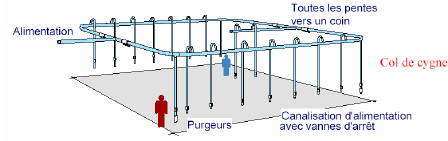 Toutes les pentes
vers un coin
Alimentation
Col de cygne
Purgeurs
Canalisation d'alimentation
avec vannes d'arrêt